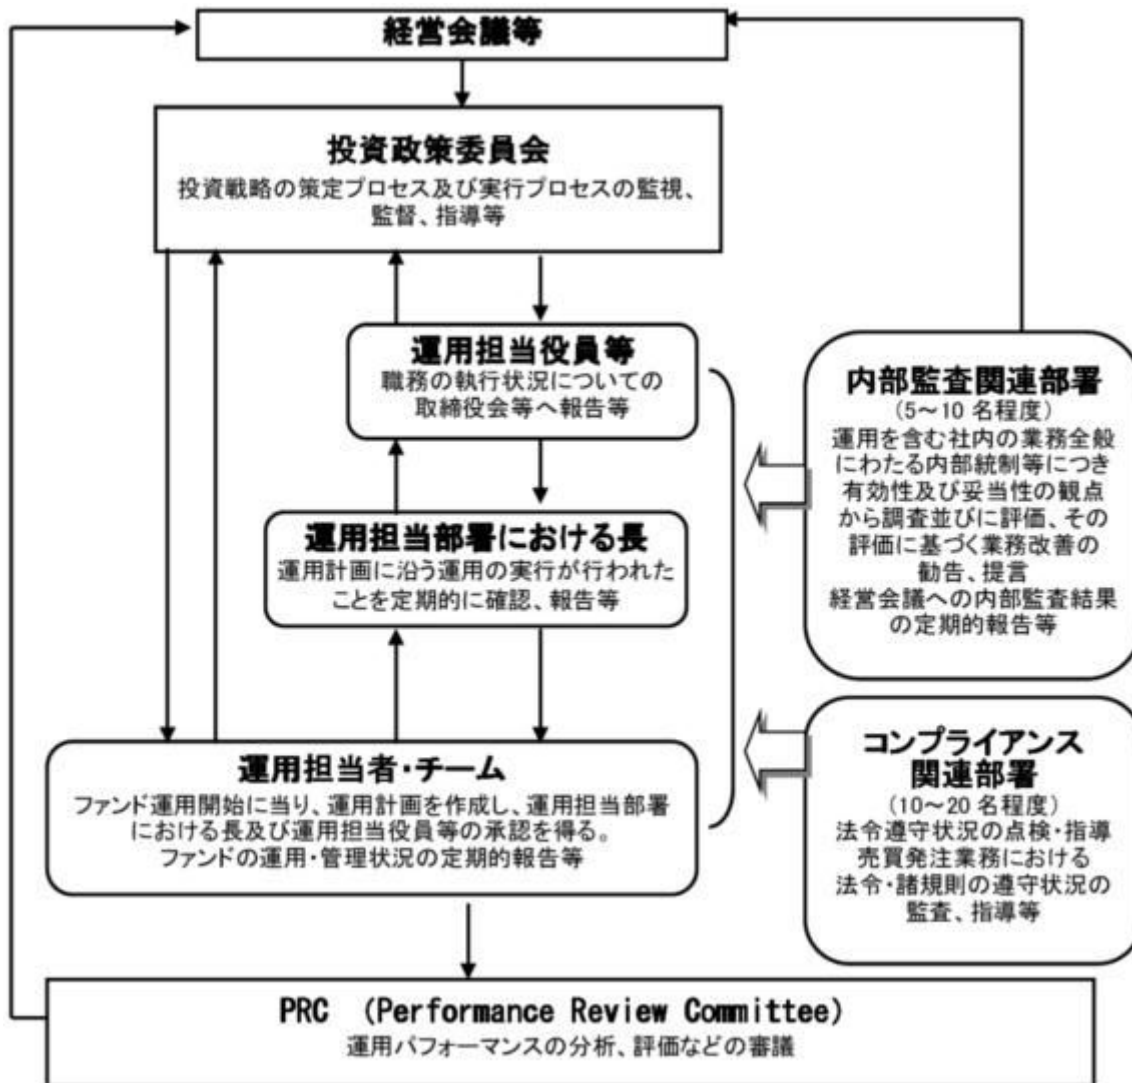 経営会議等
投資政策委員会
投資戦略の策定プロセス及び実行プロセスの監視、
監督、指導等
運用担当役員等
職務の執行状況についての
取締役会等へ報告等
運用担当部署における長
運用計画に沿う運用の実行が行われた
ことを定期的に確認、報告等
運用担当者・チーム
ファンド運用開始に当り、運用計画を作成し、運用担当部署
における長及び運用担当役員等の承認を得る。
ファンドの運用・管理状況の定期的報告等
内部監査関連部署
(5～10 名程度)
運用を含む社内の業務全般
にわたる内部統制等につき
有効性及び妥当性の観点
から調査並びに評価、その
評価に基づく業務改善の
勧告、提言
経営会議への内部監査結果
の定期的報告等
コンプライアンス
関連部署
(10～20 名程度)
法令遵守状況の点検・指導
売買発注業務における
法令・諸規則の遵守状況の
監査、指導等
PRC （Performance Review Committee）
運用パフォーマンスの分析、評価などの審議